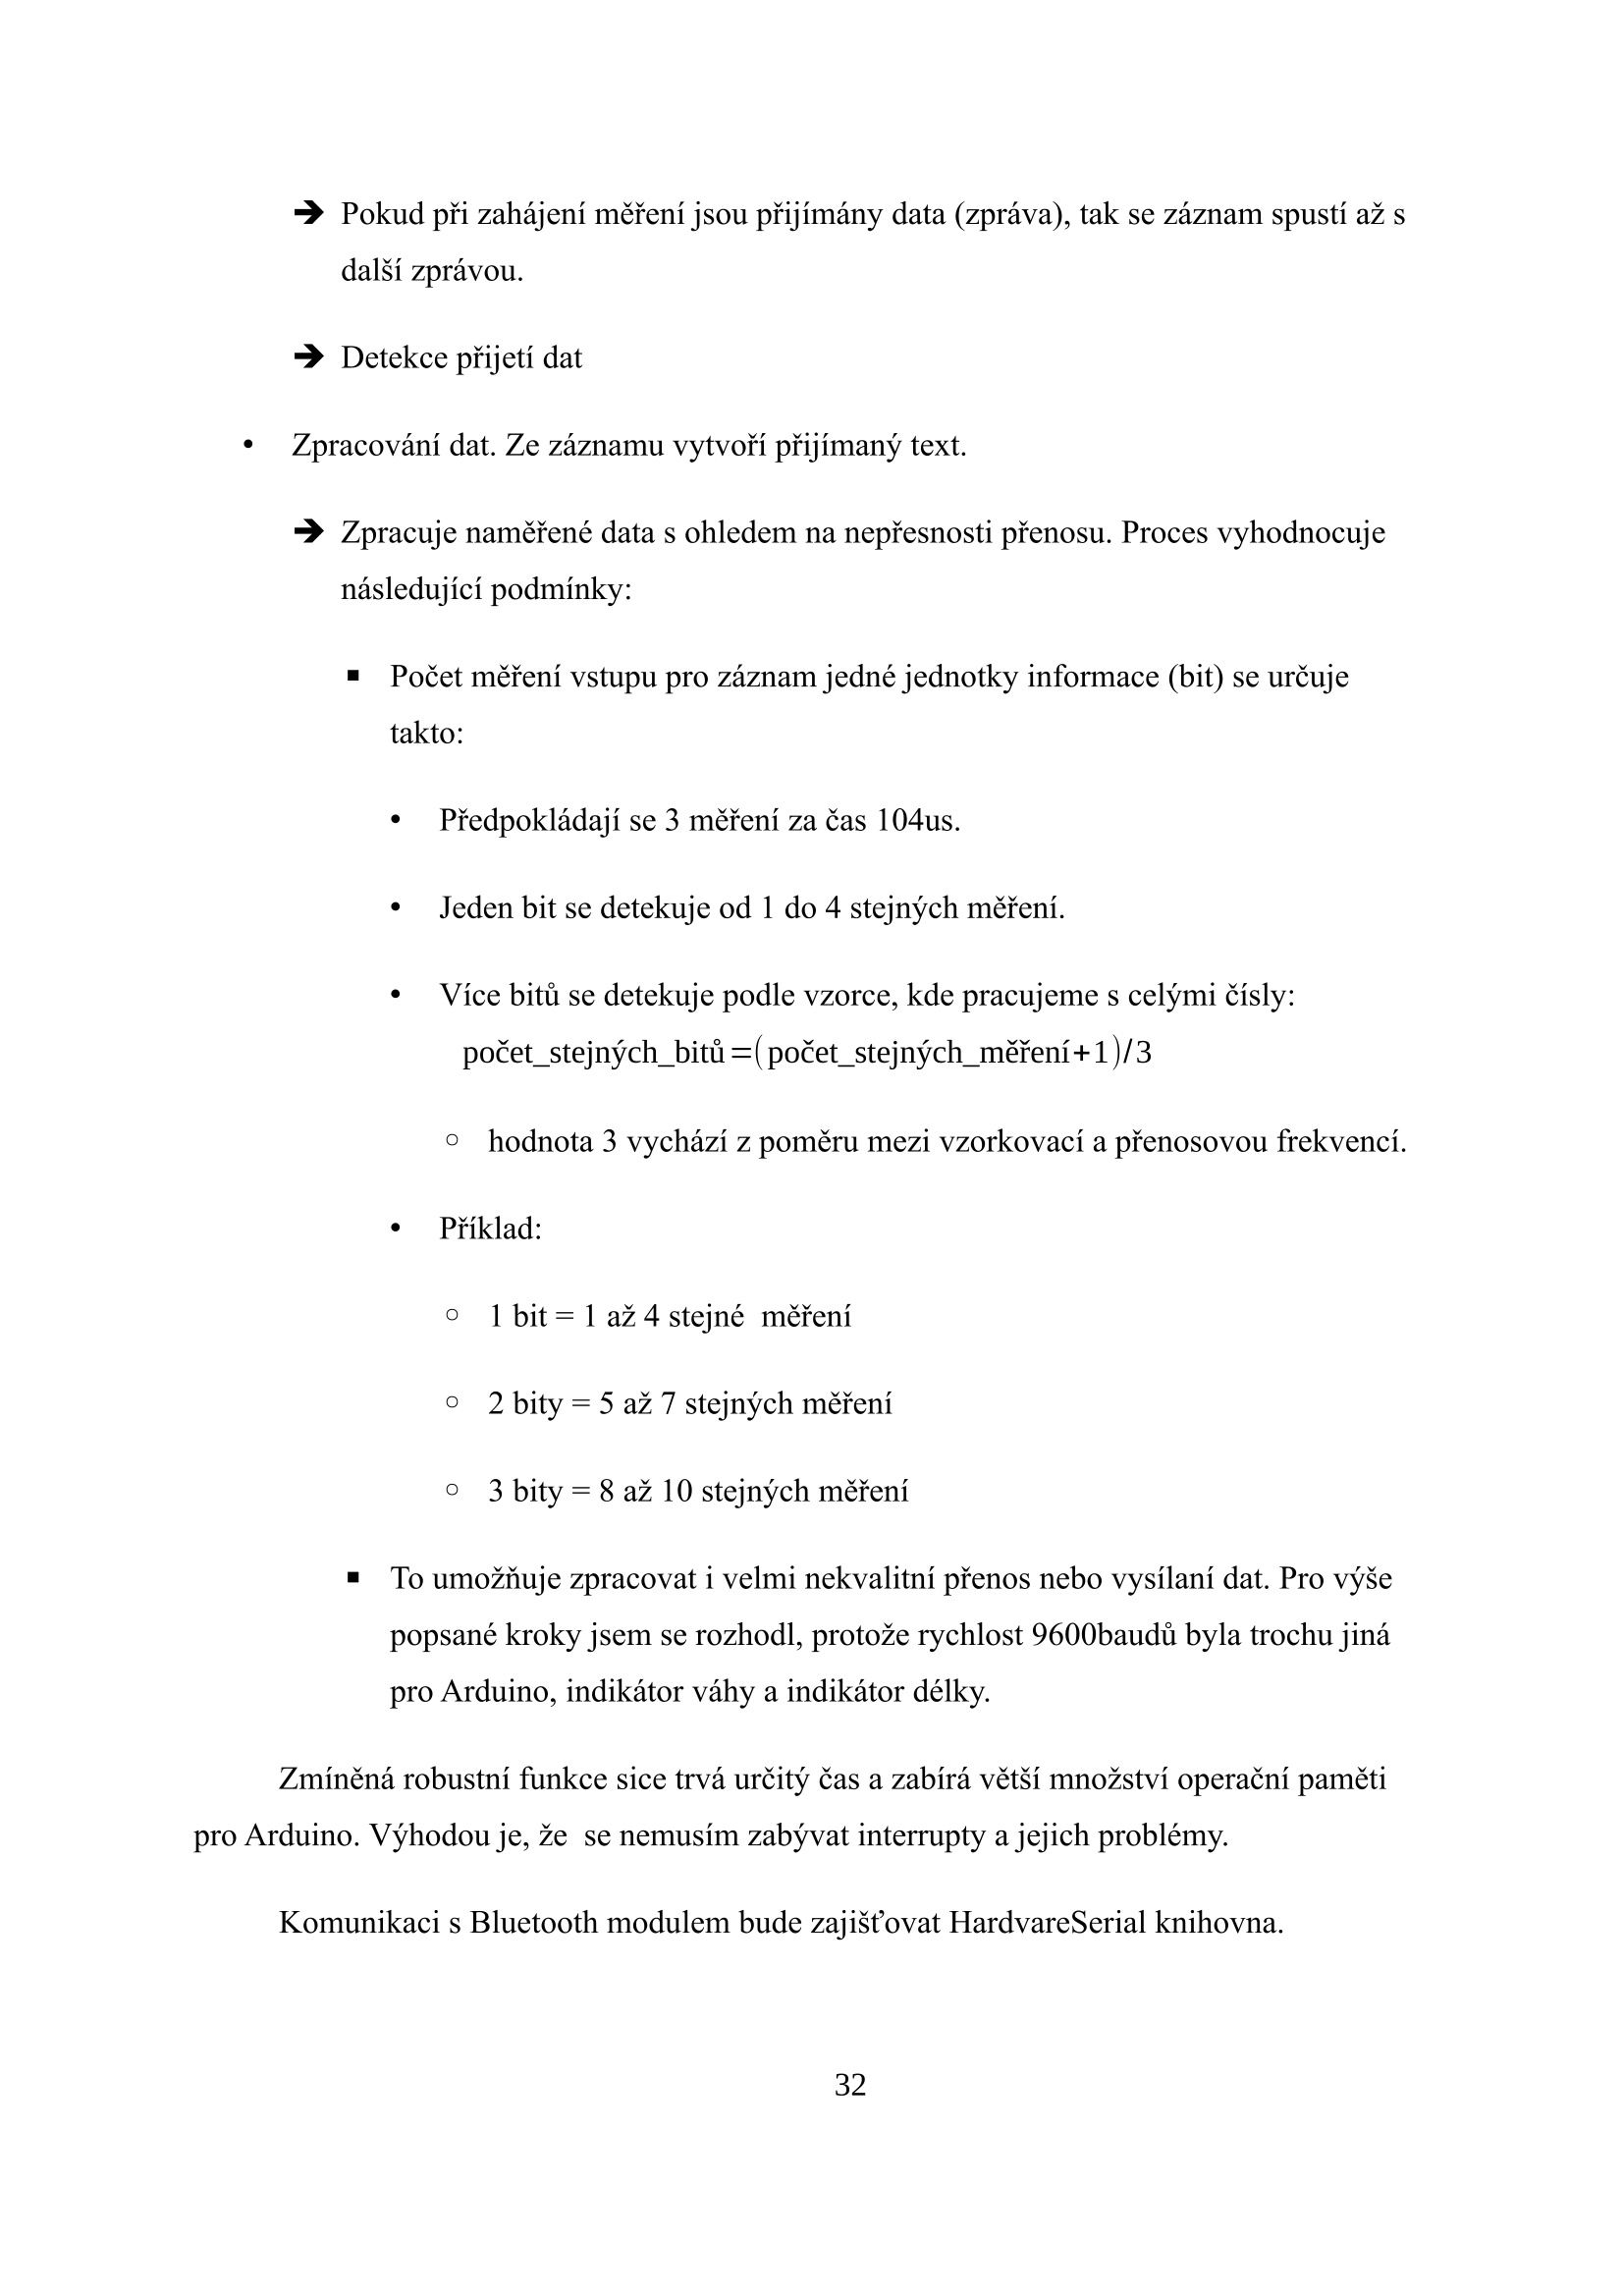 ➔ Pokud při zahájení měření jsou přijímány data (zpráva), tak se záznam spustí až s
další zprávou.
➔ Detekce přijetí dat
• Zpracování dat. Ze záznamu vytvoří přijímaný text.
➔ Zpracuje naměřené data s ohledem na nepřesnosti přenosu. Proces vyhodnocuje
následující podmínky:
▪ Počet měření vstupu pro záznam jedné jednotky informace (bit) se určuje
takto:
• Předpokládají se 3 měření za čas 104us.
• Jeden bit se detekuje od 1 do 4 stejných měření.
• Více bitů se detekuje podle vzorce, kde pracujeme s celými čísly:
počet_stejných_bitů=(počet_stejných_měření+1)/3
◦ hodnota 3 vychází z poměru mezi vzorkovací a přenosovou frekvencí.
• Příklad:
◦ 1 bit = 1 až 4 stejné  měření
◦ 2 bity = 5 až 7 stejných měření
◦ 3 bity = 8 až 10 stejných měření
▪ To umožňuje zpracovat i velmi nekvalitní přenos nebo vysílaní dat. Pro výše
popsané kroky jsem se rozhodl, protože rychlost 9600baudů byla trochu jiná
pro Arduino, indikátor váhy a indikátor délky.
Zmíněná robustní funkce sice trvá určitý čas a zabírá větší množství operační paměti
pro Arduino. Výhodou je, že  se nemusím zabývat interrupty a jejich problémy.
Komunikaci s Bluetooth modulem bude zajišťovat HardvareSerial knihovna.
32